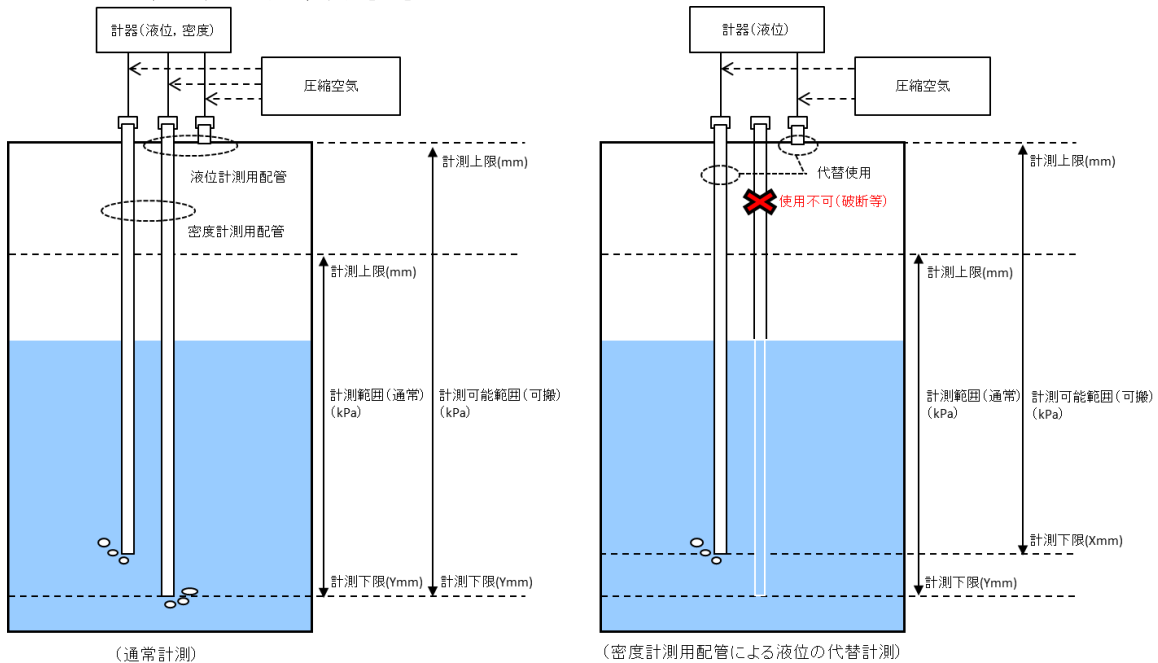 計器(液位, 密度)
圧縮空気
計測上限(mm)
液位計測用配管
密度計測用配管
計測上限(mm)
計測範囲(通常)
(kPa)
計測可能範囲(可搬)
(kPa)
計測下限(Ymm)
計測下限(Ymm)
(通常計測)
計器(液位)
圧縮空気
計測上限(mm)
代替使用
使用不可(破断等)
計測上限(mm)
計測範囲(通常)
(kPa)
計測可能範囲(可搬)
(kPa)
計測下限(Xmm)
計測下限(Ymm)
(密度計測用配管による液位の代替計測)